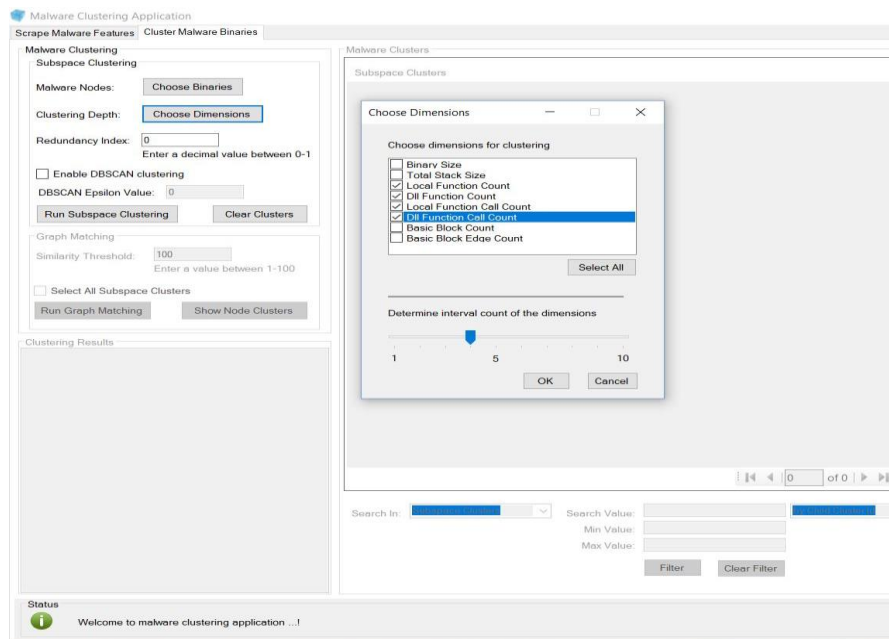 Malware Clustering Application
Scrape Malware Features Cluster Malware Binaries
Malware Clustering
Subspace Clustering
Malware Nodes: Choose Binaries
Clustering Depth: Choose Dimensions
Redundancy Index: 0
Enter a decimal value between 0-1
Enable DBSCAN clustering
DBSCAN Epsilon Value: 0
Run Subspace Clustering Clear Clusters
Graph Matching
Similarity Threshold: 100
Enter a value between 1-100
Select All Subspace Clusters
Run Graph Matching Show Node Clusters
Clustering Results
Malware Clusters
Subspace Clusters
Choose Dimensions
Choose dimensions for clustering
Binary Size
Total Stack Size
Local Function Count
Dll Function Count
Local Function Call Count
Dll Function Call Count
Basic Block Count
Basic Block Edge Count
Select All
Determine interval count of the dimensions
1 5 10
OK Cancel
0 of 0
Search In: Search Value:
Min Value:
Max Value:
Filter Clear Filter
Status
Welcome to malware clustering application ...!